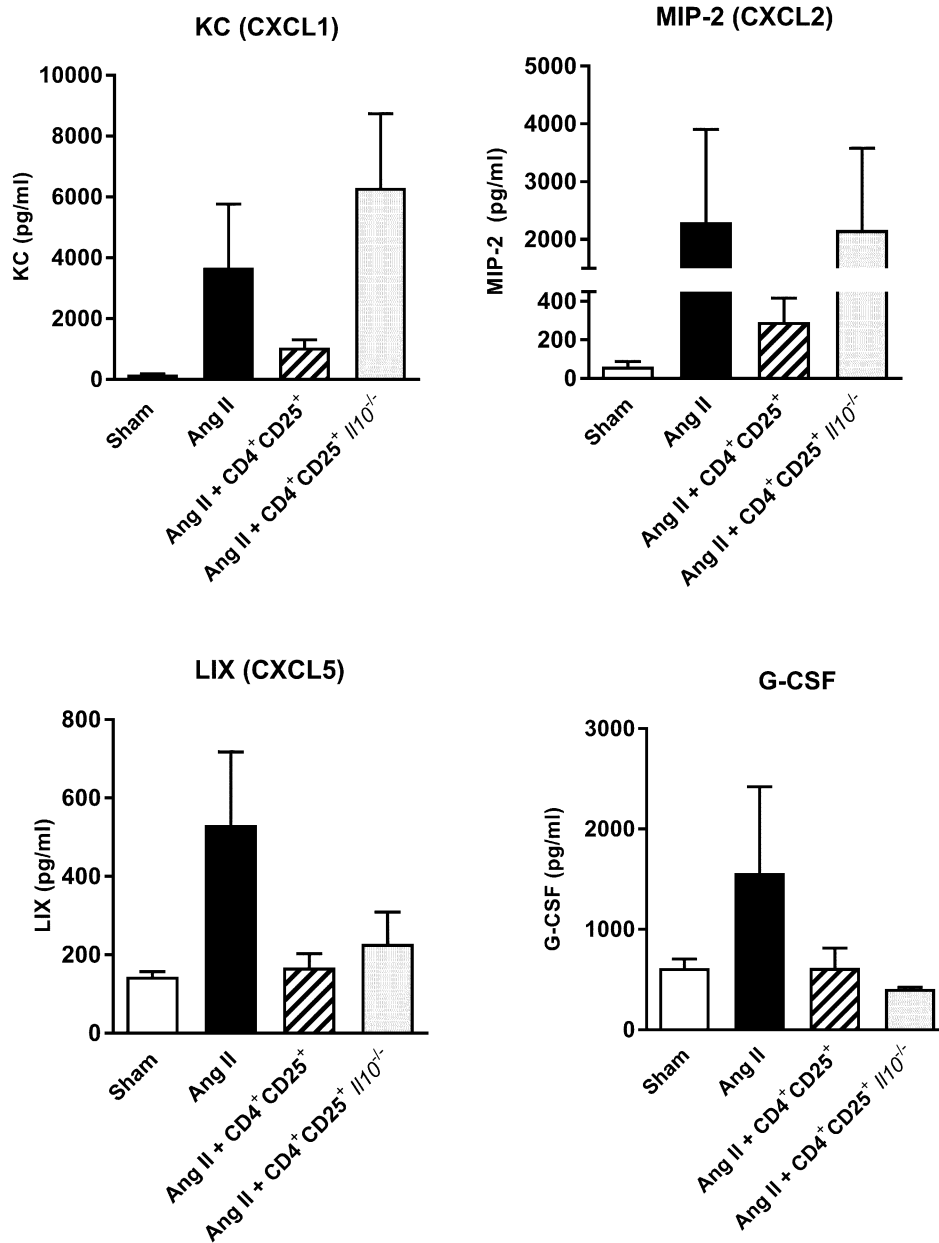 KC (CXCL1)
10000
8000
6000
4000
2000
0
KC (pg/ml)
Sham
Ang II
Ang II + CD4⁺CD25⁺
Ang II + CD4⁺CD25⁺ Il10⁻/⁻
MIP-2 (CXCL2)
5000
4000
3000
2000
400
200
0
MIP-2 (pg/ml)
Sham
Ang II
Ang II + CD4⁺CD25⁺
Ang II + CD4⁺CD25⁺ Il10⁻/⁻
LIX (CXCL5)
800
600
400
200
0
LIX (pg/ml)
Sham
Ang II
Ang II + CD4⁺CD25⁺
Ang II + CD4⁺CD25⁺ Il10⁻/⁻
G-CSF
3000
2000
1000
0
G-CSF (pg/ml)
Sham
Ang II
Ang II + CD4⁺CD25⁺
Ang II + CD4⁺CD25⁺ Il10⁻/⁻